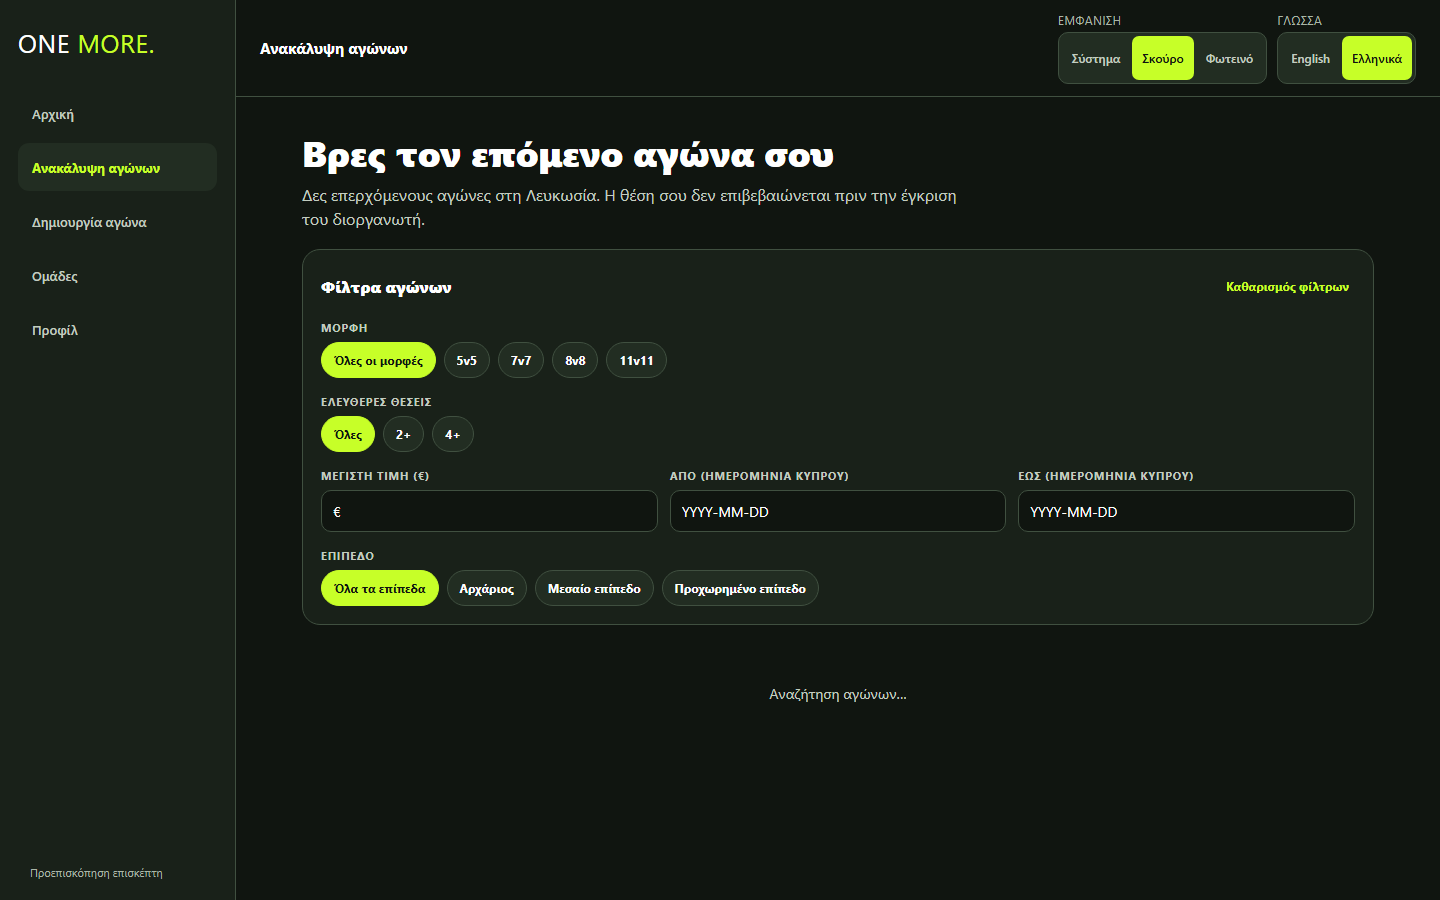 ONE MORE.
Αρχική
Ανακάλυψη αγώνων
Δημιουργία αγώνα
Ομάδες
Προφίλ
Προεπισκόπηση επισκέπτη
Ανακάλυψη αγώνων
ΕΜΦΑΝΙΣΗ
Σύστημα Σκούρο Φωτεινό
ΓΛΩΣΣΑ
English Ελληνικά
Βρες τον επόμενο αγώνα σου
Δες επερχόμενους αγώνες στη Λευκωσία. Η θέση σου δεν επιβεβαιώνεται πριν την έγκριση
του διοργανωτή.
Φίλτρα αγώνων
Καθαρισμός φίλτρων
ΜΟΡΦΗ
Όλες οι μορφές 5v5 7v7 8v8 11v11
ΕΛΕΥΘΕΡΕΣ ΘΕΣΕΙΣ
Όλες 2+ 4+
ΜΕΓΙΣΤΗ ΤΙΜΗ (€) ΑΠΟ (ΗΜΕΡΟΜΗΝΙΑ ΚΥΠΡΟΥ) ΕΩΣ (ΗΜΕΡΟΜΗΝΙΑ ΚΥΠΡΟΥ)
€ YYYY-MM-DD YYYY-MM-DD
ΕΠΙΠΕΔΟ
Όλα τα επίπεδα Αρχάριος Μεσαίο επίπεδο Προχωρημένο επίπεδο
Αναζήτηση αγώνων...